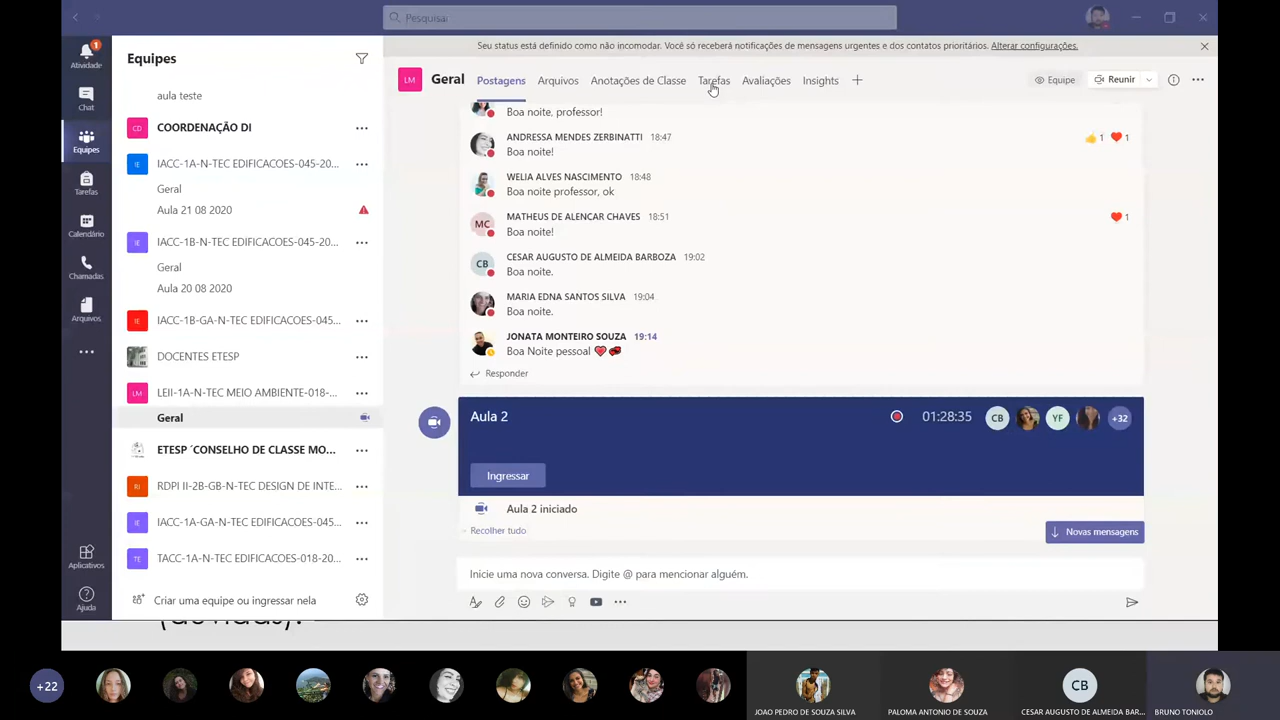 Pesquisar
Seu status está definido como não incomodar. Você só receberá notificações de mensagens urgentes e dos contatos prioritários. Alterar configurações.
Atividade
1
Chat
Equipes
Tarefas
Calendário
Chamadas
Arquivos
Aplicativos
Ajuda
Equipes
aula teste
CD COORDENAÇÃO DI
IE IACC-1A-N-TEC EDIFICACOES-045-20...
Geral
Aula 21 08 2020
IE IACC-1B-N-TEC EDIFICACOES-045-20...
Geral
Aula 20 08 2020
IE IACC-1B-GA-N-TEC EDIFICACOES-045...
DOCENTES ETESP
LM LEII-1A-N-TEC MEIO AMBIENTE-018-...
Geral
ETESP ´CONSELHO DE CLASSE MO...
RI RDPI II-2B-GB-N-TEC DESIGN DE INTE...
IE IACC-1A-GA-N-TEC EDIFICACOES-045...
TE TACC-1A-N-TEC EDIFICACOES-018-20...
Criar uma equipe ou ingressar nela
LM Geral Postagens Arquivos Anotações de Classe Tarefas Avaliações Insights + Equipe Reunir
Boa noite, professor!
ANDRESSA MENDES ZERBINATTI 18:47
1 1
Boa noite!
WELIA ALVES NASCIMENTO 18:48
Boa noite professor, ok
MC MATHEUS DE ALENCAR CHAVES 18:51
1
Boa noite!
CB CESAR AUGUSTO DE ALMEIDA BARBOZA 19:02
Boa noite.
MARIA EDNA SANTOS SILVA 19:04
Boa noite.
JONATA MONTEIRO SOUZA 19:14
Boa Noite pessoal
Responder
Aula 2 01:28:35 CB YF +32
Ingressar
Aula 2 iniciado
Recolher tudo
Novas mensagens
Inicie uma nova conversa. Digite @ para mencionar alguém.
+22
JOAO PEDRO DE SOUZA SILVA
PALOMA ANTONIO DE SOUZA
CB
CESAR AUGUSTO DE ALMEIDA BAR...
BRUNO TONIOLO